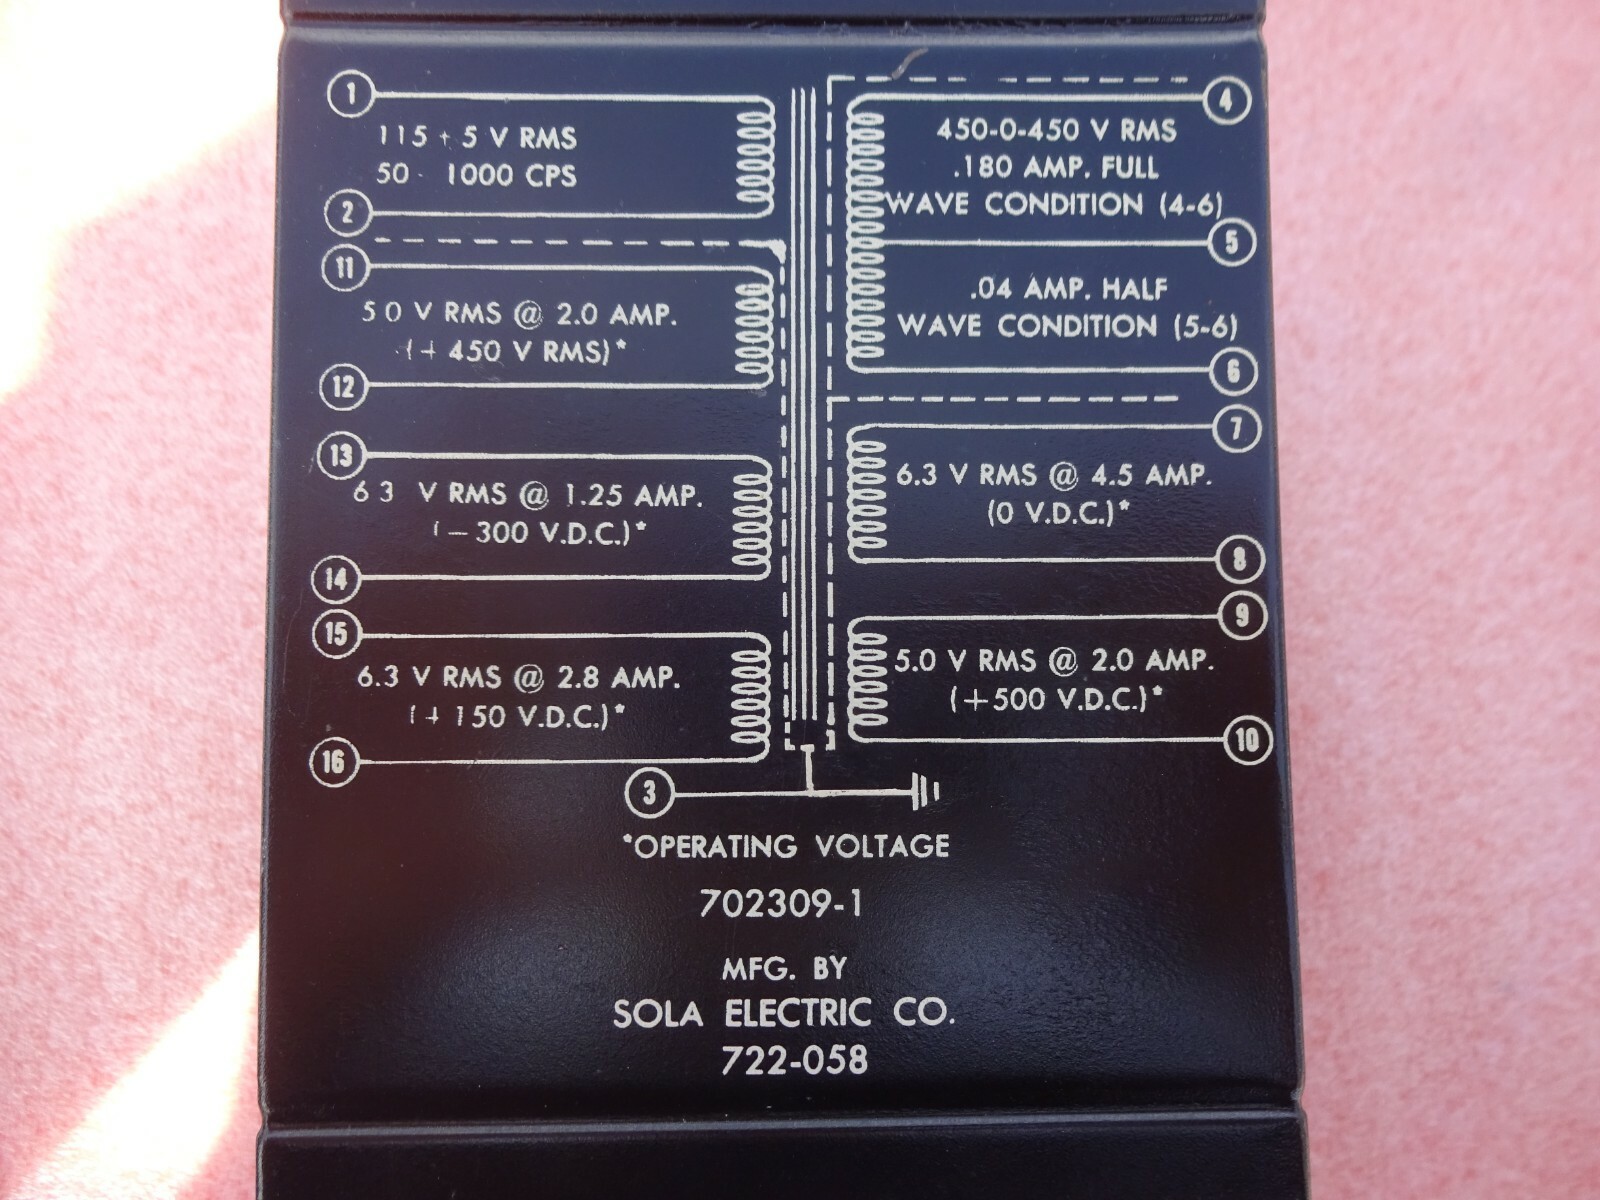 1
115 + 5 V RMS
50 - 1000 CPS
2
11
5 0 V RMS @ 2.0 AMP.
(+ 450 V RMS)*
12
13
6 3 V RMS @ 1.25 AMP.
(— 300 V.D.C.)*
14
15
6.3 V RMS @ 2.8 AMP.
(+ 150 V.D.C.)*
16
4
450-0-450 V RMS
.180 AMP. FULL
WAVE CONDITION (4-6)
5
.04 AMP. HALF
WAVE CONDITION (5-6)
6
7
6.3 V RMS @ 4.5 AMP.
(0 V.D.C.)*
8
9
5.0 V RMS @ 2.0 AMP.
(+500 V.D.C.)*
10
3
*OPERATING VOLTAGE
702309-1
MFG. BY
SOLA ELECTRIC CO.
722-058